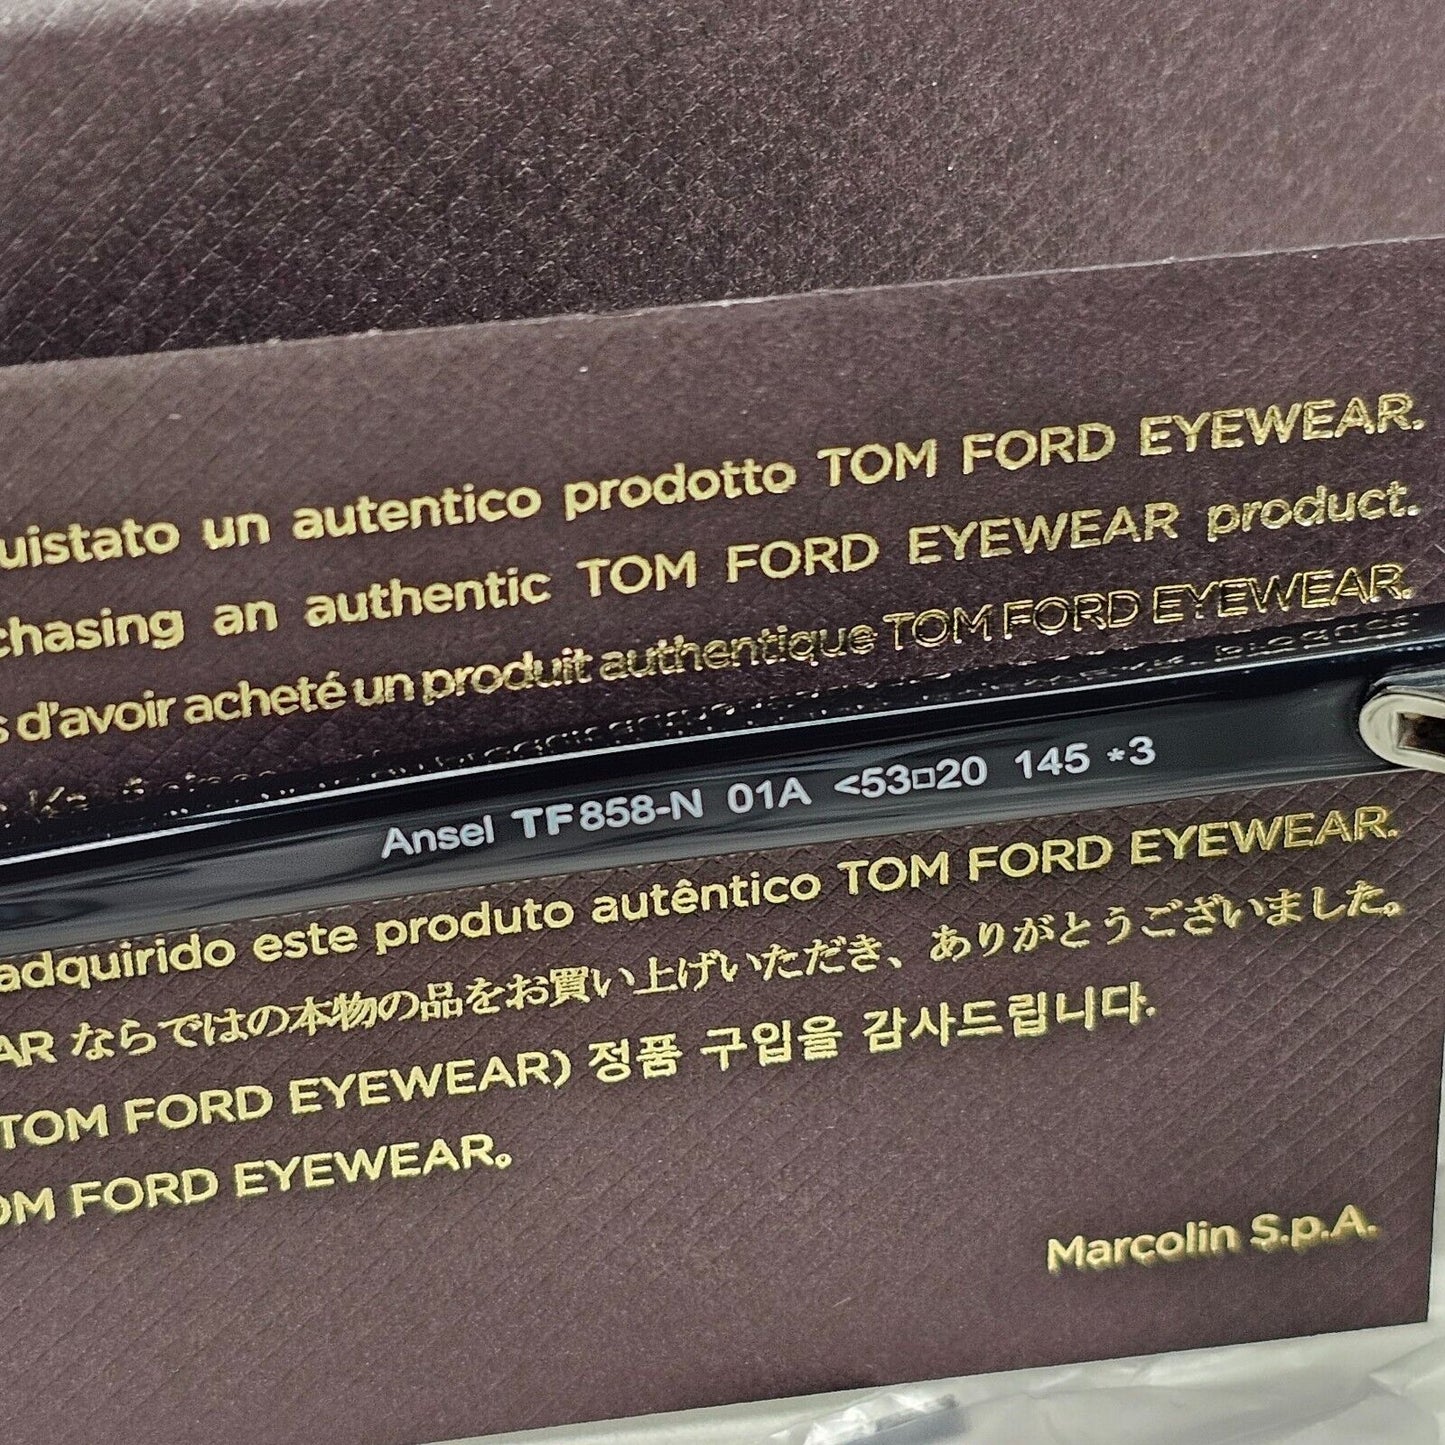 uistato un autentico prodotto TOM FORD EYEWEAR.
chasing an authentic TOM FORD EYEWEAR product.
s d'avoir acheté un produit authentique TOM FORD EYEWEAR.
Ansel TF858-N 01A <53□20 145 *3
adquirido este produto autêntico TOM FORD EYEWEAR.
AR ならではの本物の品をお買い上げいただき、ありがとうございました。
(TOM FORD EYEWEAR) 정품 구입을 감사드립니다.
OM FORD EYEWEAR。
Marcolin S.p.A.